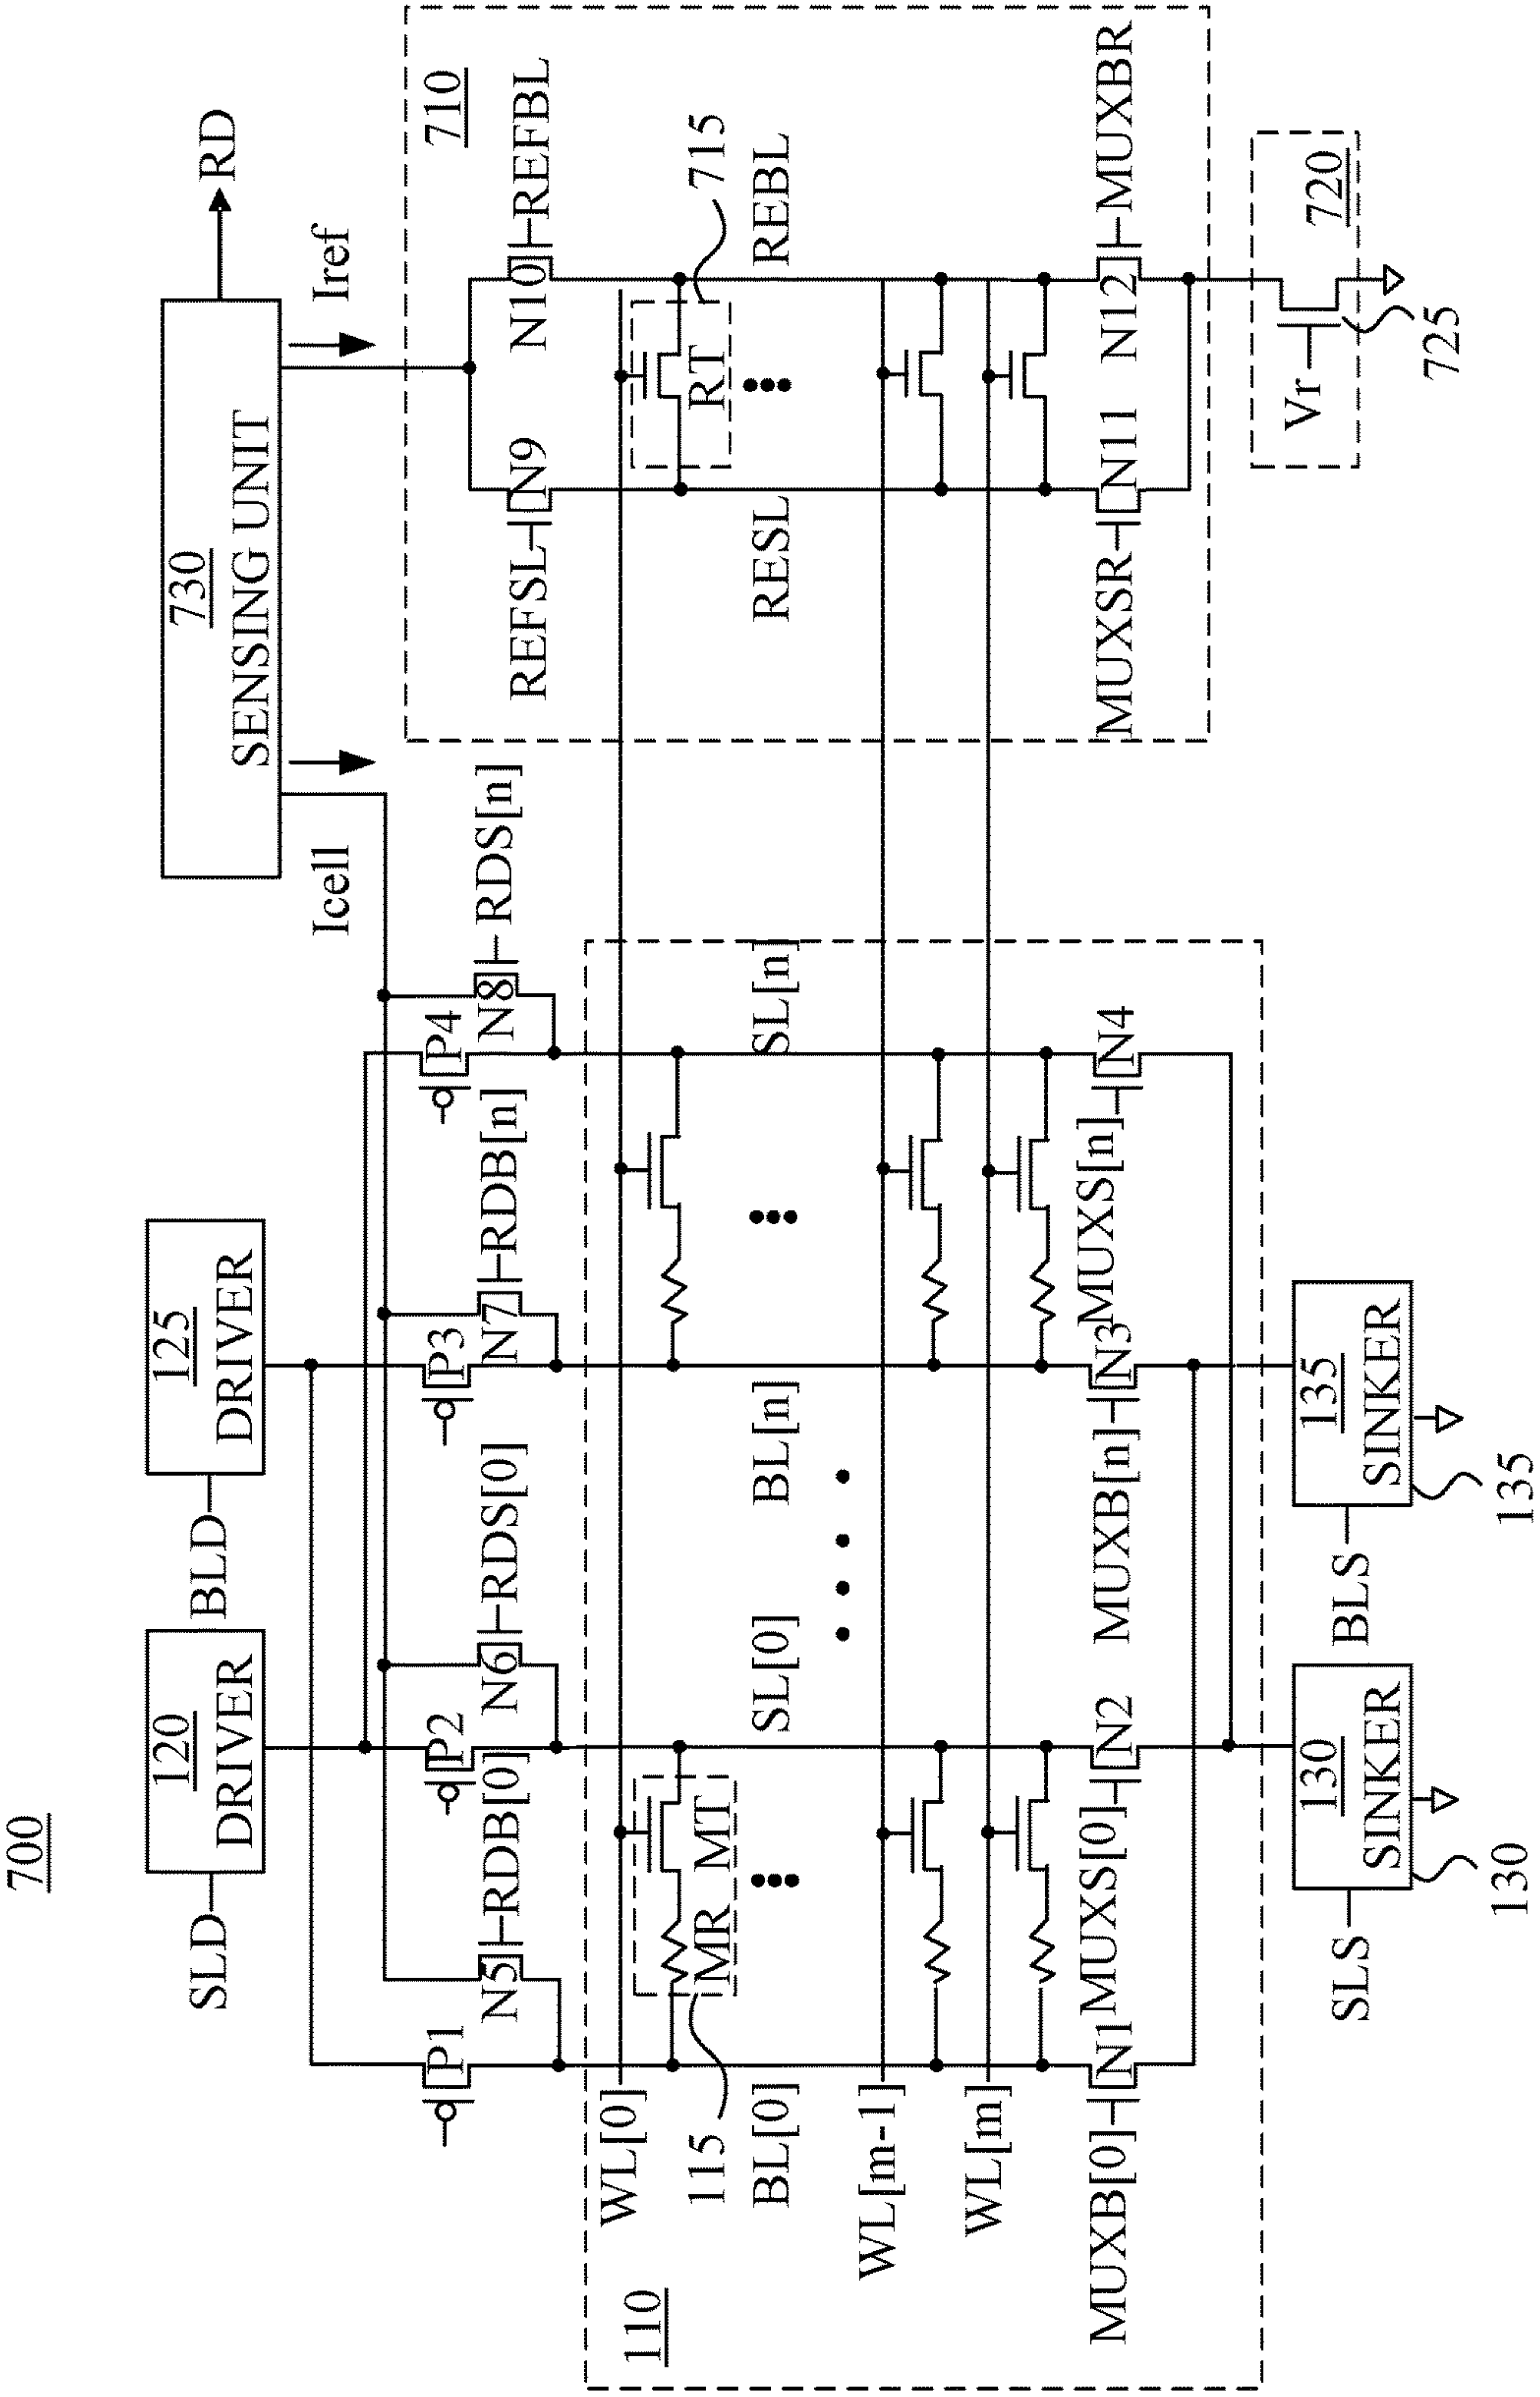 700
SLD
120
DRIVER
BLD
125
DRIVER
730
SENSING UNIT
RD
Icell
Iref
710
P1
N5
RDB[0]
P2
N6
RDS[0]
P3
N7
RDB[n]
P4
N8
RDS[n]
REFSL
N9
N10
REFBL
WL[0]
115
MR
MT
RT
715
BL[0]
SL[0]
BL[n]
SL[n]
RESL
REBL
WL[m-1]
WL[m]
110
MUXB[0]
N1
MUXS[0]
N2
MUXB[n]
N3
MUXS[n]
N4
MUXSR
N11
N12
MUXBR
SLS
130
SINKER
130
BLS
135
SINKER
135
Vr
720
725